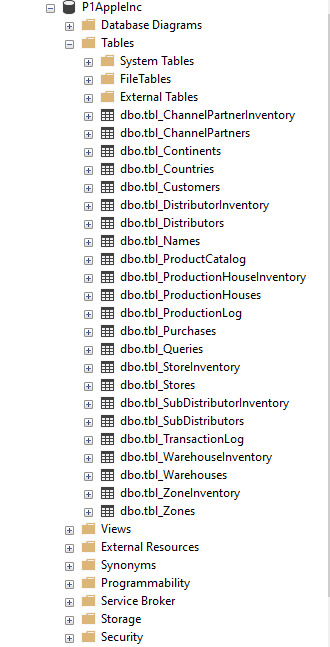 P1AppleInc
Database Diagrams
Tables
System Tables
FileTables
External Tables
dbo.tbl_ChannelPartnerInventory
dbo.tbl_ChannelPartners
dbo.tbl_Continents
dbo.tbl_Countries
dbo.tbl_Customers
dbo.tbl_DistributorInventory
dbo.tbl_Distributors
dbo.tbl_Names
dbo.tbl_ProductCatalog
dbo.tbl_ProductionHouseInventory
dbo.tbl_ProductionHouses
dbo.tbl_ProductionLog
dbo.tbl_Purchases
dbo.tbl_Queries
dbo.tbl_StoreInventory
dbo.tbl_Stores
dbo.tbl_SubDistributorInventory
dbo.tbl_SubDistributors
dbo.tbl_TransactionLog
dbo.tbl_WarehouseInventory
dbo.tbl_Warehouses
dbo.tbl_ZoneInventory
dbo.tbl_Zones
Views
External Resources
Synonyms
Programmability
Service Broker
Storage
Security